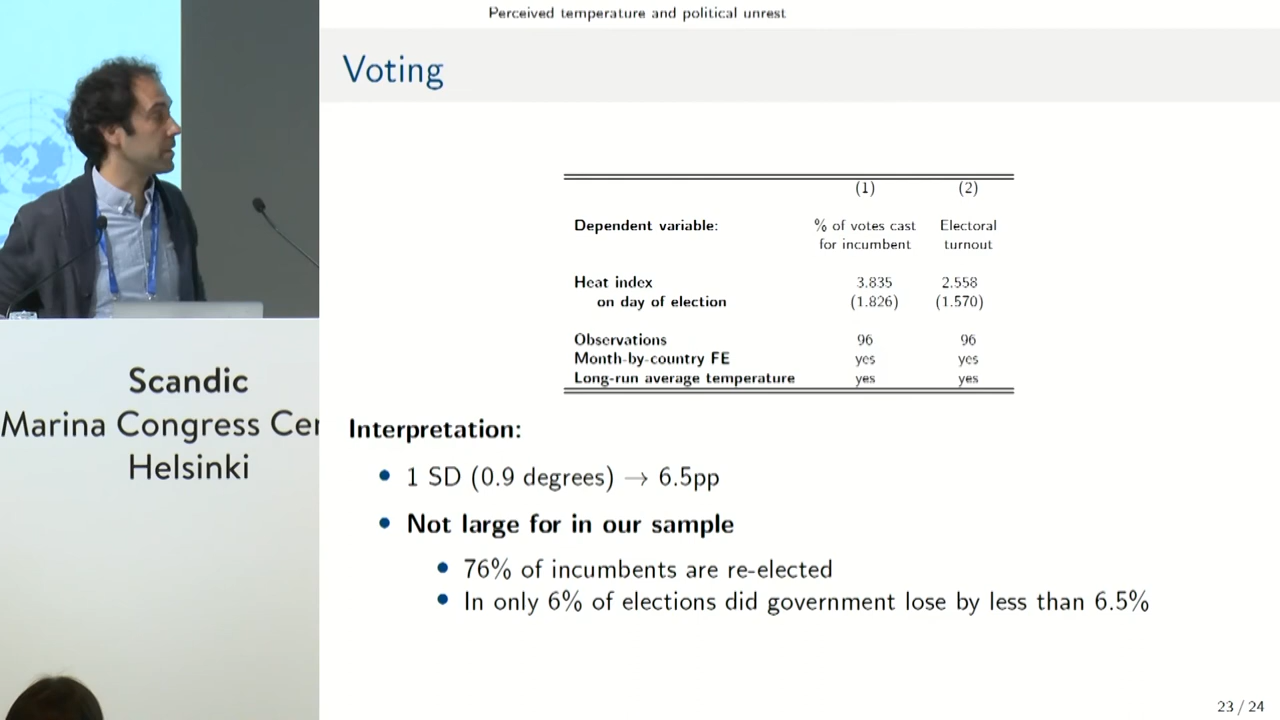 Perceived temperature and political unrest
Voting
(1) (2)
Dependent variable: % of votes cast Electoral
for incumbent turnout
Heat index 3.835 2.558
on day of election (1.826) (1.570)
Observations 96 96
Month-by-country FE yes yes
Long-run average temperature yes yes
Interpretation:
• 1 SD (0.9 degrees) → 6.5pp
• Not large for in our sample
• 76% of incumbents are re-elected
• In only 6% of elections did government lose by less than 6.5%
23 / 24
Scandic
Marina Congress Cer
Helsinki